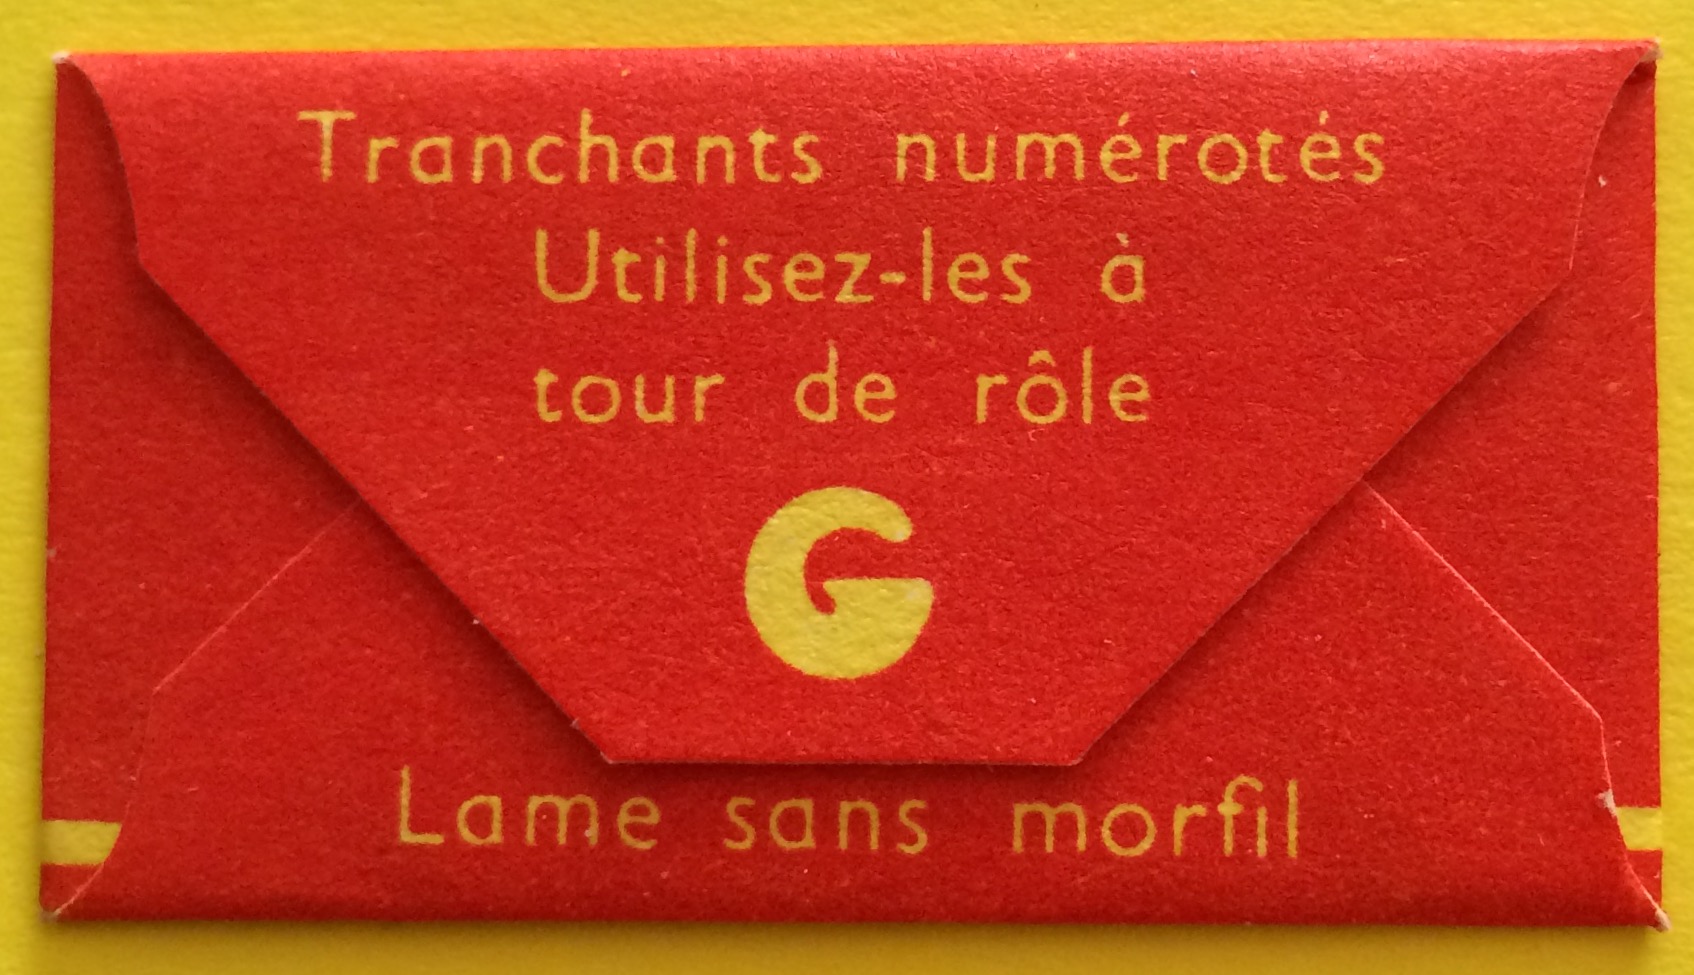 Tranchants numérotés
Utilisez-les à
tour de rôle
G
Lame sans morfil